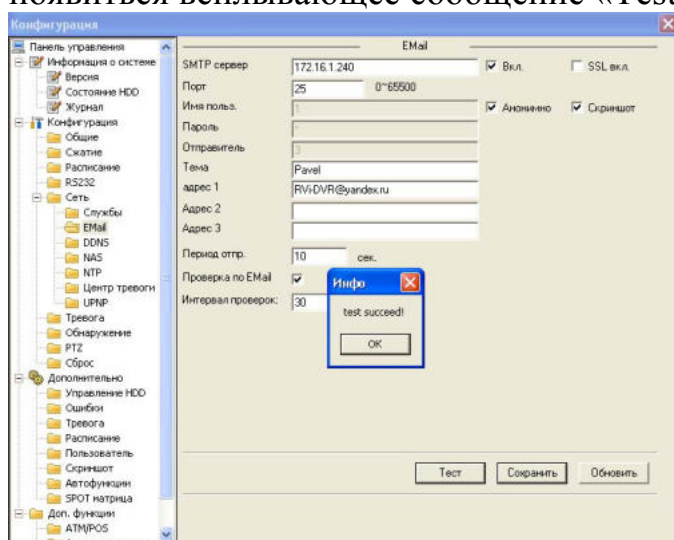 появиться всплывающее сообщение «Test
Конфигурация
Панель управления
Информация о системе
Версия
Состояние HDD
Журнал
Конфигурация
Общие
Сжатие
Расписание
RS232
Сеть
Службы
EMail
DDNS
NAS
NTP
Центр тревоги
UPNP
Тревога
Обнаружение
PTZ
Сброс
Дополнительно
Управление HDD
Ошибки
Тревога
Расписание
Пользователь
Скриншот
Автофункции
SPOT матрица
Доп. функции
ATM/POS
EMail
SMTP сервер 172.16.1.240 Вкл. SSL вкл.
Порт 25 0~65500
Имя польз. 1 Анонимно Скриншот
Пароль
Отправитель 3
Тема Pavel
адрес 1 RVi-DVR@yandex.ru
Адрес 2
Адрес 3
Период отпр. 10 сек.
Проверка по EMail
Интервал проверок: 30
Инфо
test succeed!
OK
Тест Сохранить Обновить